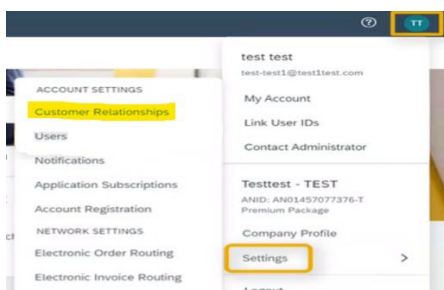 TT
test test
test-test1@test1test.com
My Account
Link User IDs
Contact Administrator
Testtest - TEST
ANID: AN01457077376-T
Premium Package
Company Profile
Settings
ACCOUNT SETTINGS
Customer Relationships
Users
Notifications
Application Subscriptions
Account Registration
NETWORK SETTINGS
Electronic Order Routing
Electronic Invoice Routing